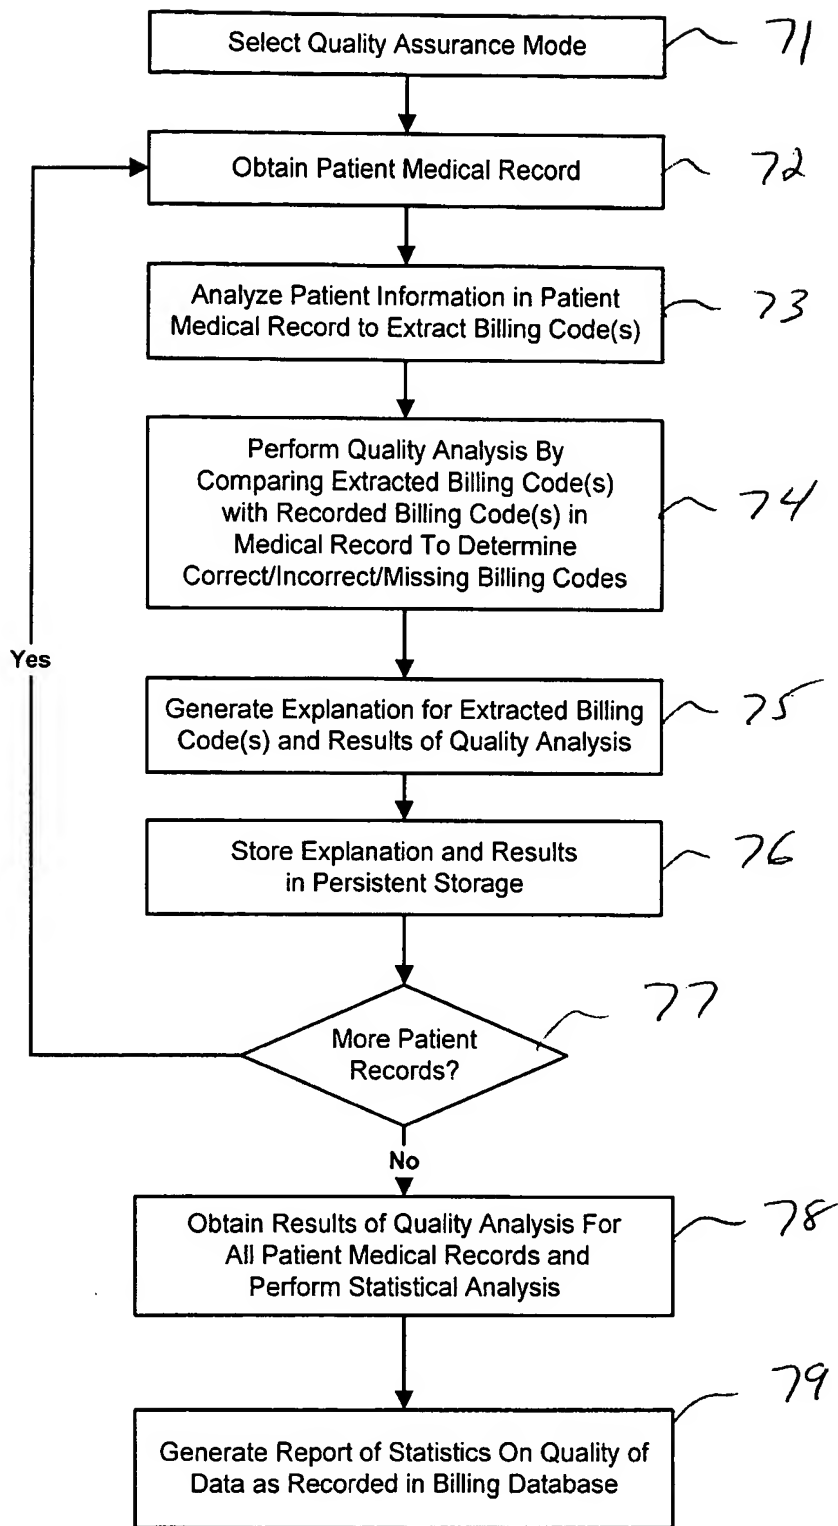 Select Quality Assurance Mode
71
Obtain Patient Medical Record
72
Analyze Patient Information in Patient
Medical Record to Extract Billing Code(s)
73
Perform Quality Analysis By
Comparing Extracted Billing Code(s)
with Recorded Billing Code(s) in
Medical Record To Determine
Correct/Incorrect/Missing Billing Codes
74
Yes
Generate Explanation for Extracted Billing
Code(s) and Results of Quality Analysis
75
Store Explanation and Results
in Persistent Storage
76
More Patient
Records?
77
No
Obtain Results of Quality Analysis For
All Patient Medical Records and
Perform Statistical Analysis
78
Generate Report of Statistics On Quality of
Data as Recorded in Billing Database
79